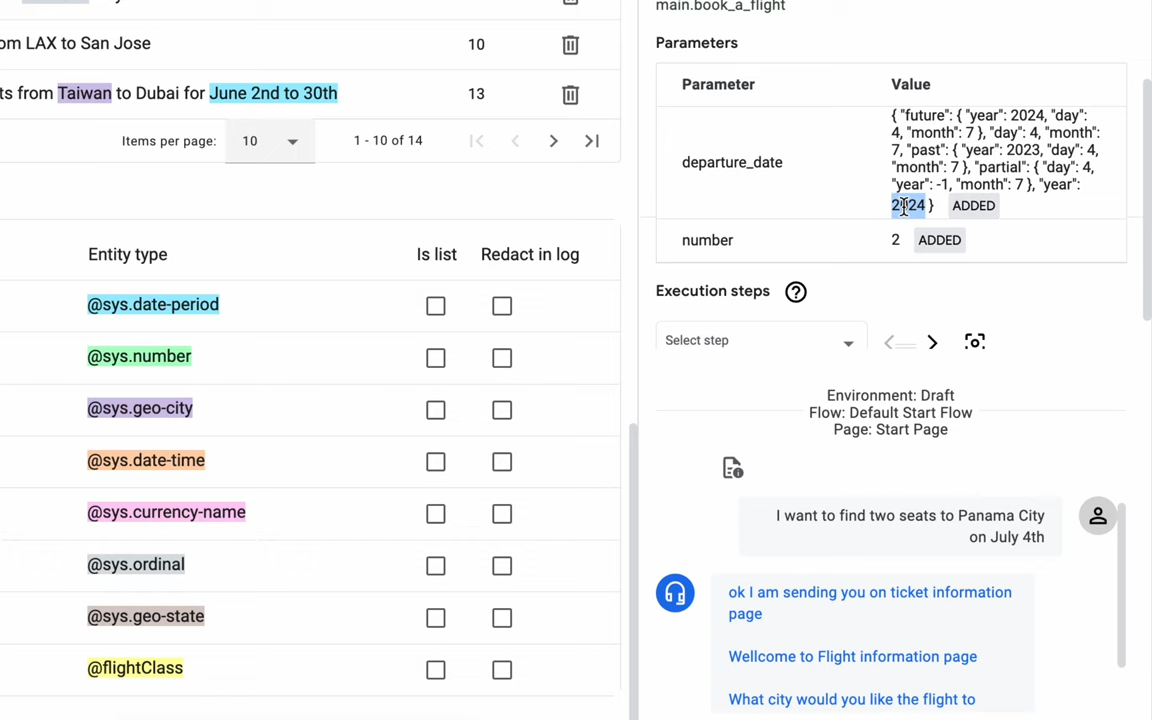 om LAX to San Jose 10
ts from Taiwan to Dubai for June 2nd to 30th 13
Items per page: 10 1 - 10 of 14
Entity type Is list Redact in log
@sys.date-period
@sys.number
@sys.geo-city
@sys.date-time
@sys.currency-name
@sys.ordinal
@sys.geo-state
@flightClass
main.book_a_flight
Parameters
Parameter Value
departure_date
{ "future": { "year": 2024, "day":
4, "month": 7 }, "day": 4, "month":
7, "past": { "year": 2023, "day": 4,
"month": 7 }, "partial": { "day": 4,
"year": -1, "month": 7 }, "year":
2024 } ADDED
number 2 ADDED
Execution steps ?
Select step
Environment: Draft
Flow: Default Start Flow
Page: Start Page
I want to find two seats to Panama City
on July 4th
ok I am sending you on ticket information
page
Wellcome to Flight information page
What city would you like the flight to